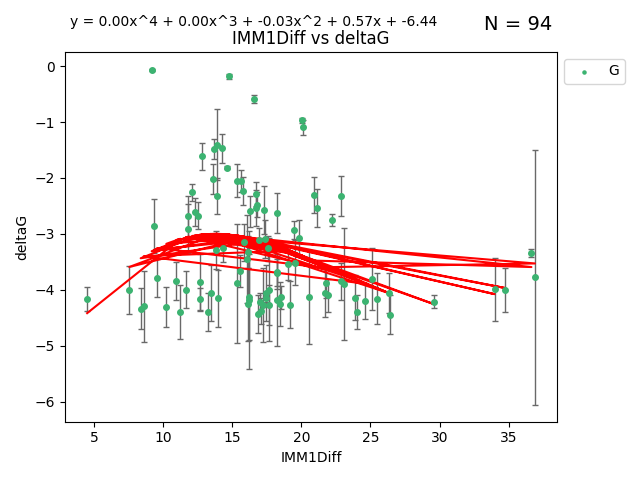 y = 0.00x^4 + 0.00x^3 + -0.03x^2 + 0.57x + -6.44
N = 94
IMM1Diff vs deltaG
G
0
−1
−2
−3
−4
−5
−6
deltaG
5 10 15 20 25 30 35
IMM1Diff